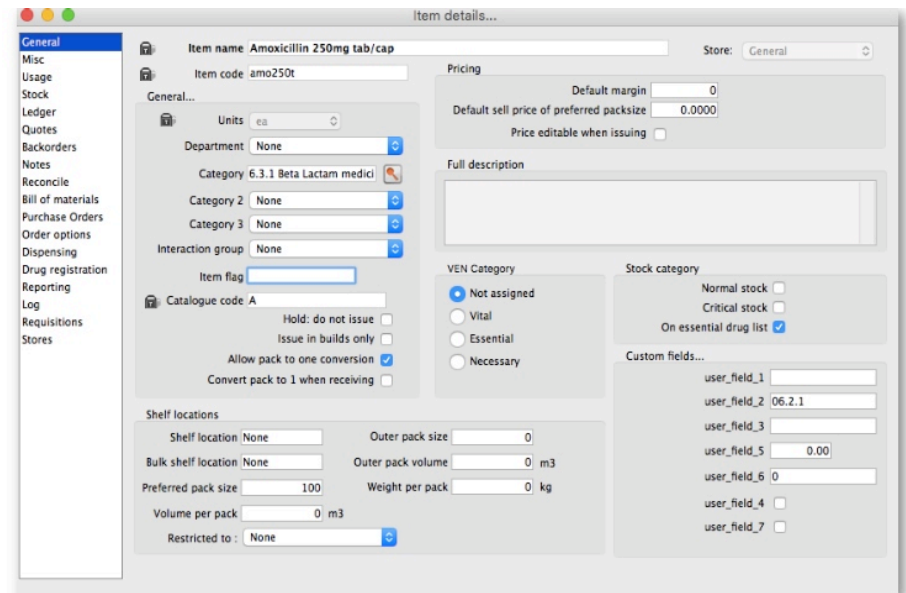 Item details...
General
Misc
Usage
Stock
Ledger
Quotes
Backorders
Notes
Reconcile
Bill of materials
Purchase Orders
Order options
Dispensing
Drug registration
Reporting
Log
Requisitions
Stores
Item name Amoxicillin 250mg tab/cap
Store: General
Item code amo250t
General...
Units ea
Department None
Category 6.3.1 Beta Lactam medici
Category 2 None
Category 3 None
Interaction group None
Item flag
Catalogue code A
Hold: do not issue
Issue in builds only
Allow pack to one conversion
Convert pack to 1 when receiving
Pricing
Default margin 0
Default sell price of preferred packsize 0.0000
Price editable when issuing
Full description
VEN Category
Not assigned
Vital
Essential
Necessary
Stock category
Normal stock
Critical stock
On essential drug list
Custom fields...
user_field_1
user_field_2 06.2.1
user_field_3
user_field_5 0.00
user_field_6 0
user_field_4
user_field_7
Shelf locations
Shelf location None
Outer pack size 0
Bulk shelf location None
Outer pack volume 0 m3
Preferred pack size 100
Weight per pack 0 kg
Volume per pack 0 m3
Restricted to : None